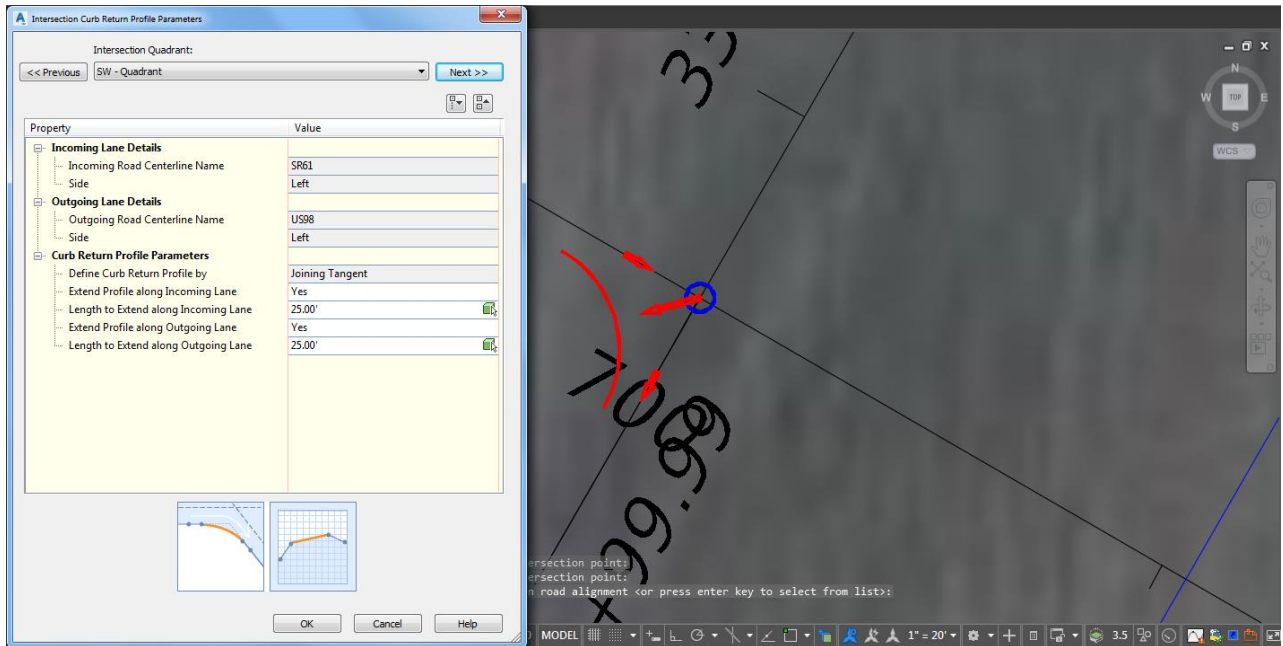 Intersection Curb Return Profile Parameters
Intersection Quadrant:
<< Previous
SW - Quadrant
Next >>
Property Value
Incoming Lane Details
Incoming Road Centerline Name SR61
Side Left
Outgoing Lane Details
Outgoing Road Centerline Name US98
Side Left
Curb Return Profile Parameters
Define Curb Return Profile by Joining Tangent
Extend Profile along Incoming Lane Yes
Length to Extend along Incoming Lane 25.00'
Extend Profile along Outgoing Lane Yes
Length to Extend along Outgoing Lane 25.00'
OK Cancel Help
N
W TOP E
S
WCS
ersection point:
ersection point:
n road alignment <or press enter key to select from list>:
MODEL 1" = 20' 3.5